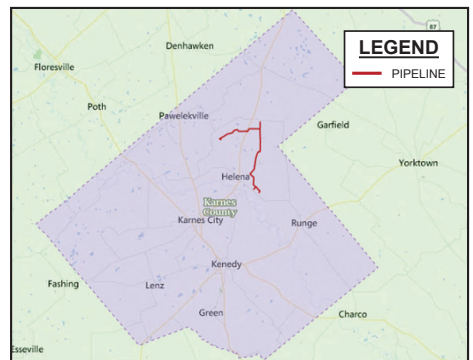 87
LEGEND
PIPELINE
Denhawken
Floresville
Poth
Pawelekville
Garfield
Yorktown
Helena
Karnes
County
Karnes City
Runge
Kenedy
Fashing
Lenz
Green
Charco
Esseville